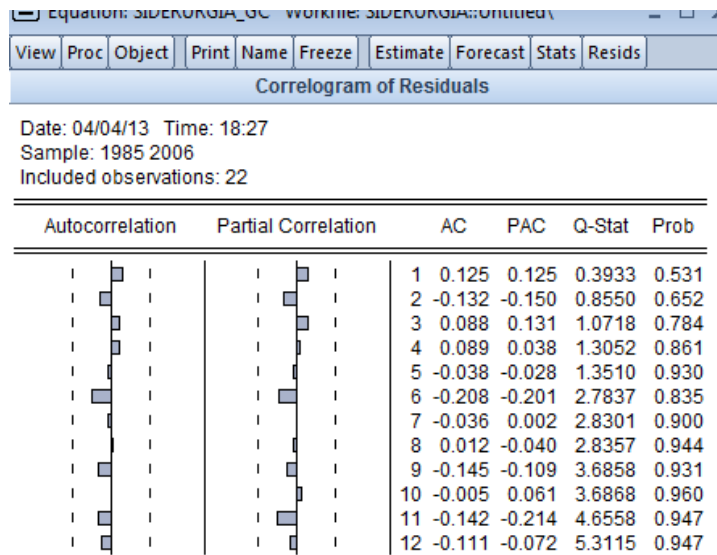 Equation: SIDERURGIA_GC Workfile: SIDERURGIA::Untitled\
View Proc Object Print Name Freeze Estimate Forecast Stats Resids
Correlogram of Residuals
Date: 04/04/13 Time: 18:27
Sample: 1985 2006
Included observations: 22
Autocorrelation Partial Correlation AC PAC Q-Stat Prob
1 0.125 0.125 0.3933 0.531
2 -0.132 -0.150 0.8550 0.652
3 0.088 0.131 1.0718 0.784
4 0.089 0.038 1.3052 0.861
5 -0.038 -0.028 1.3510 0.930
6 -0.208 -0.201 2.7837 0.835
7 -0.036 0.002 2.8301 0.900
8 0.012 -0.040 2.8357 0.944
9 -0.145 -0.109 3.6858 0.931
10 -0.005 0.061 3.6868 0.960
11 -0.142 -0.214 4.6558 0.947
12 -0.111 -0.072 5.3115 0.947